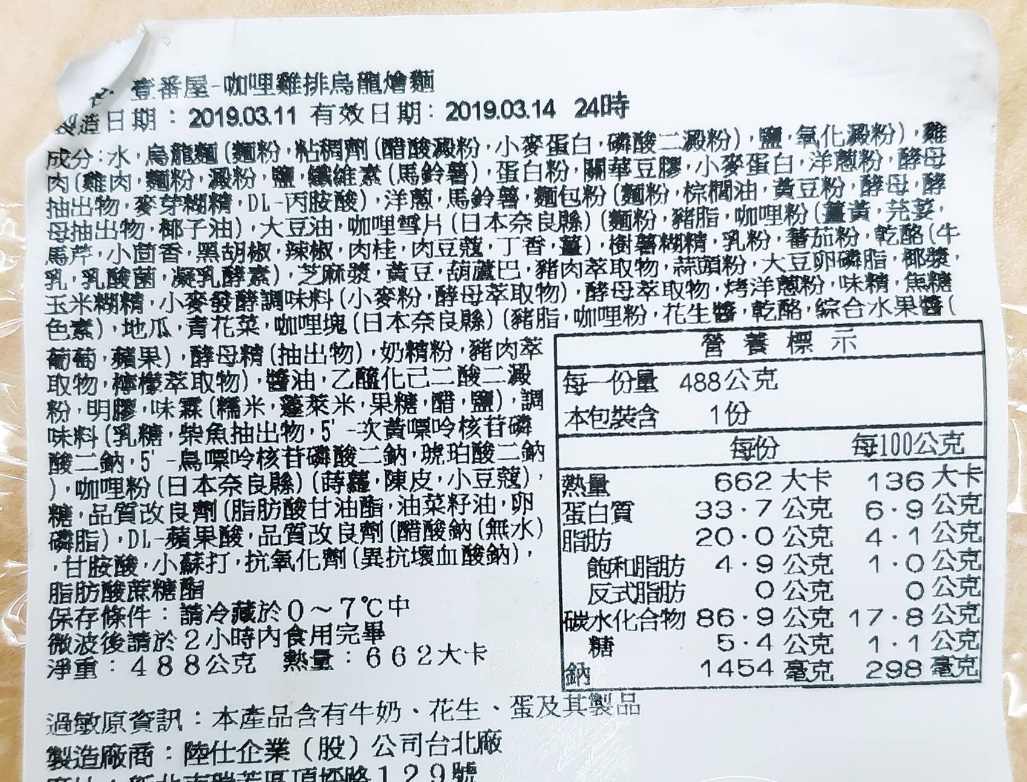 壹番屋-咖哩雞排烏龍燴麵
製造日期：2019.03.11 有效日期：2019.03.14 24時
成分:水,烏龍麵(麵粉,粘稠劑(醋酸澱粉,小麥蛋白,磷酸二澱粉),鹽,氧化澱粉),雞
肉(雞肉,麵粉,澱粉,鹽,纖維素(馬鈴薯),蛋白粉,關華豆膠,小麥蛋白,洋蔥粉,酵母
抽出物,麥芽糊精,DL-丙胺酸),洋蔥,馬鈴薯,麵包粉(麵粉,棕櫚油,黃豆粉,酵母,酵
母抽出物,椰子油),大豆油,咖哩雪片(日本奈良縣)(麵粉,豬脂,咖哩粉(薑黃,芫荽,
馬芹,小茴香,黑胡椒,辣椒,肉桂,肉豆蔻,丁香,薑),樹薯糊精,乳粉,蕃茄粉,乾酪(牛
乳,乳酸菌,凝乳酵素),芝麻漿,黃豆,葫蘆巴,豬肉萃取物,蒜頭粉,大豆卵磷脂,椰漿,
玉米糊精,小麥發酵調味料(小麥粉,酵母萃取物),酵母萃取物,烤洋蔥粉,味精,焦糖
色素),地瓜,青花菜,咖哩塊(日本奈良縣)(豬脂,咖哩粉,花生醬,乾酪,綜合水果醬(
葡萄,蘋果),酵母精(抽出物),奶精粉,豬肉萃
取物,檸檬萃取物),醬油,乙醯化己二酸二澱
粉,明膠,味霖(糯米,蓬萊米,果糖,醋,鹽),調
味料(乳糖,柴魚抽出物,5'-次黃嘌呤核苷磷
酸二鈉,5'-鳥嘌呤核苷磷酸二鈉,琥珀酸二鈉
),咖哩粉(日本奈良縣)(蒔蘿,陳皮,小豆蔻),
糖,品質改良劑(脂肪酸甘油酯,油菜籽油,卵
磷脂),DL-蘋果酸,品質改良劑(醋酸鈉(無水)
,甘胺酸,小蘇打,抗氧化劑(異抗壞血酸鈉),
脂肪酸蔗糖酯
保存條件：請冷藏於0～7℃中
微波後請於2小時內食用完畢
淨重：488公克 熱量：662大卡
營養標示
每一份量 488公克
本包裝含 1份
每份 每100公克
熱量 662 大卡 136 大卡
蛋白質 33.7 公克 6.9 公克
脂肪 20.0 公克 4.1 公克
飽和脂肪 4.9 公克 1.0 公克
反式脂肪 0 公克 0 公克
碳水化合物 86.9 公克 17.8 公克
糖 5.4 公克 1.1 公克
鈉 1454 毫克 298 毫克
過敏原資訊：本產品含有牛奶、花生、蛋及其製品
製造廠商：陸仕企業（股）公司台北廠